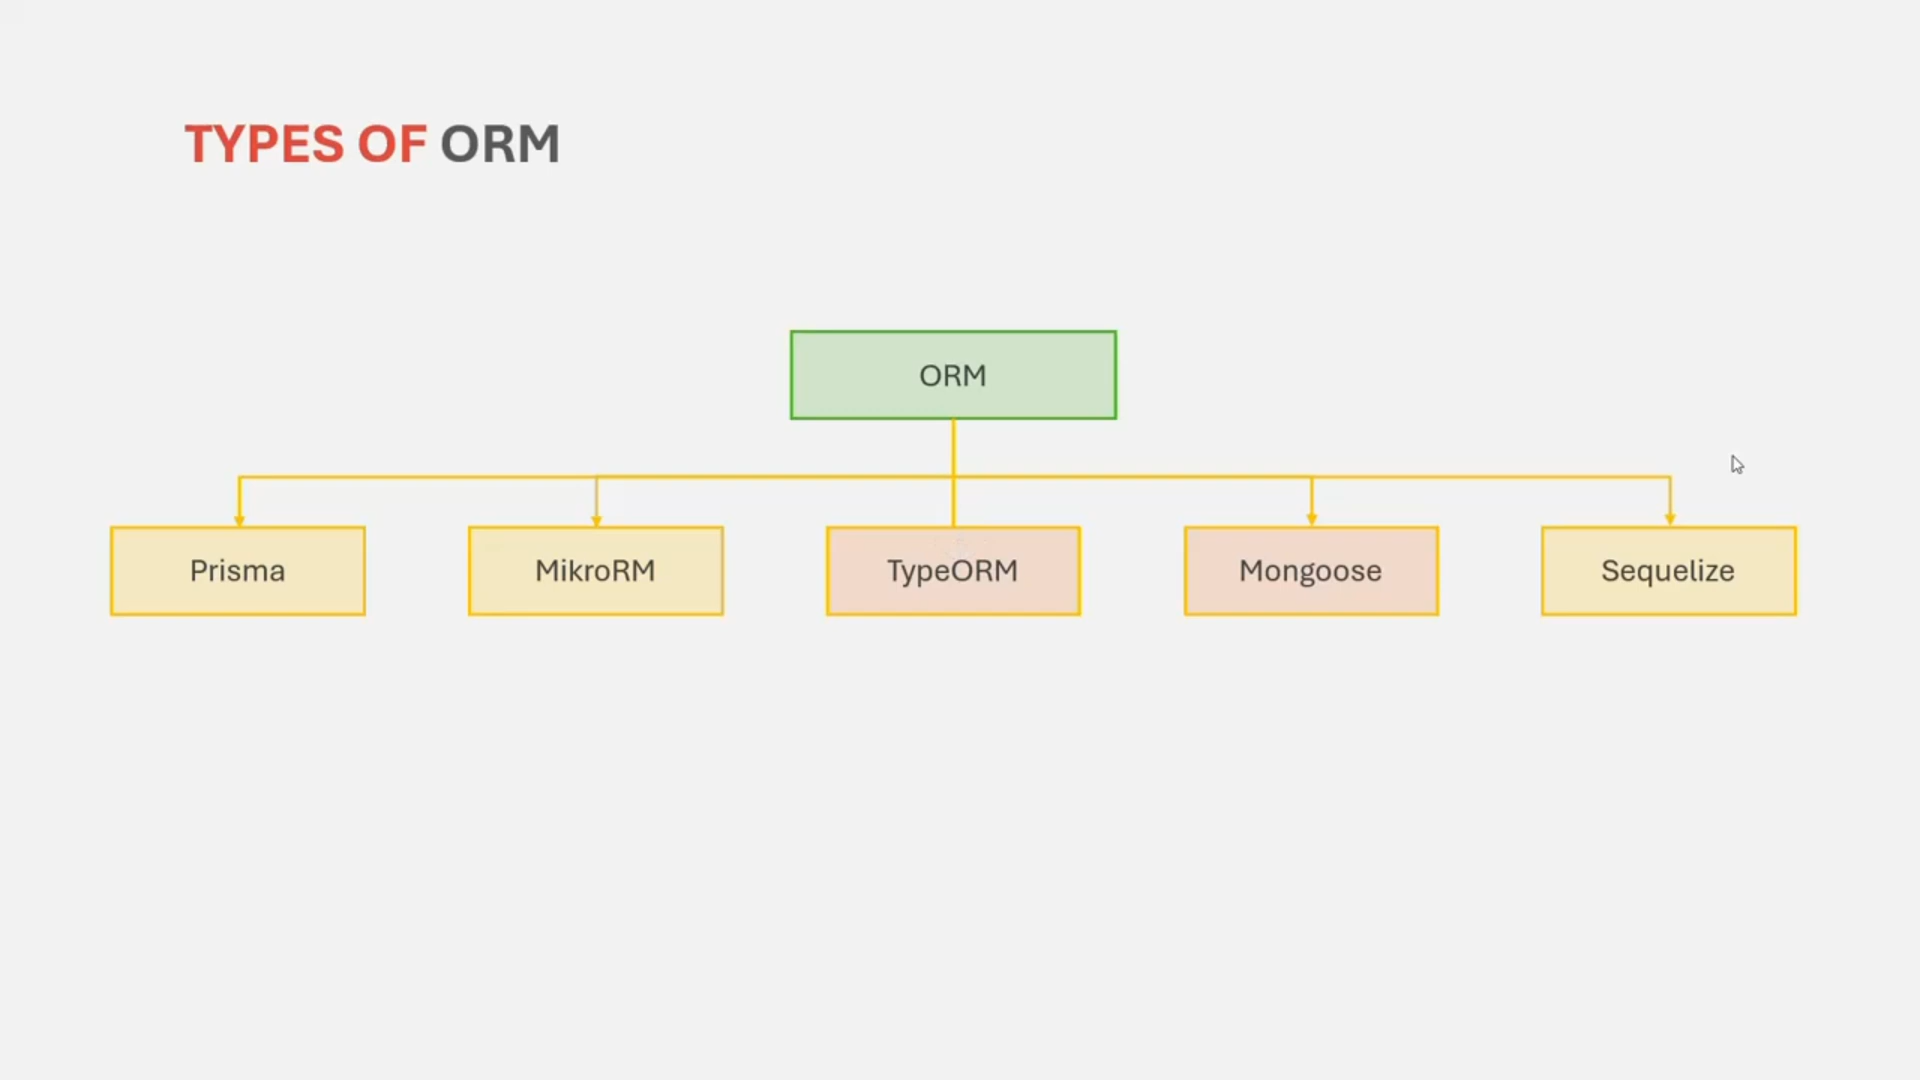 TYPES OF ORM
ORM
Prisma
MikroRM
TypeORM
Mongoose
Sequelize